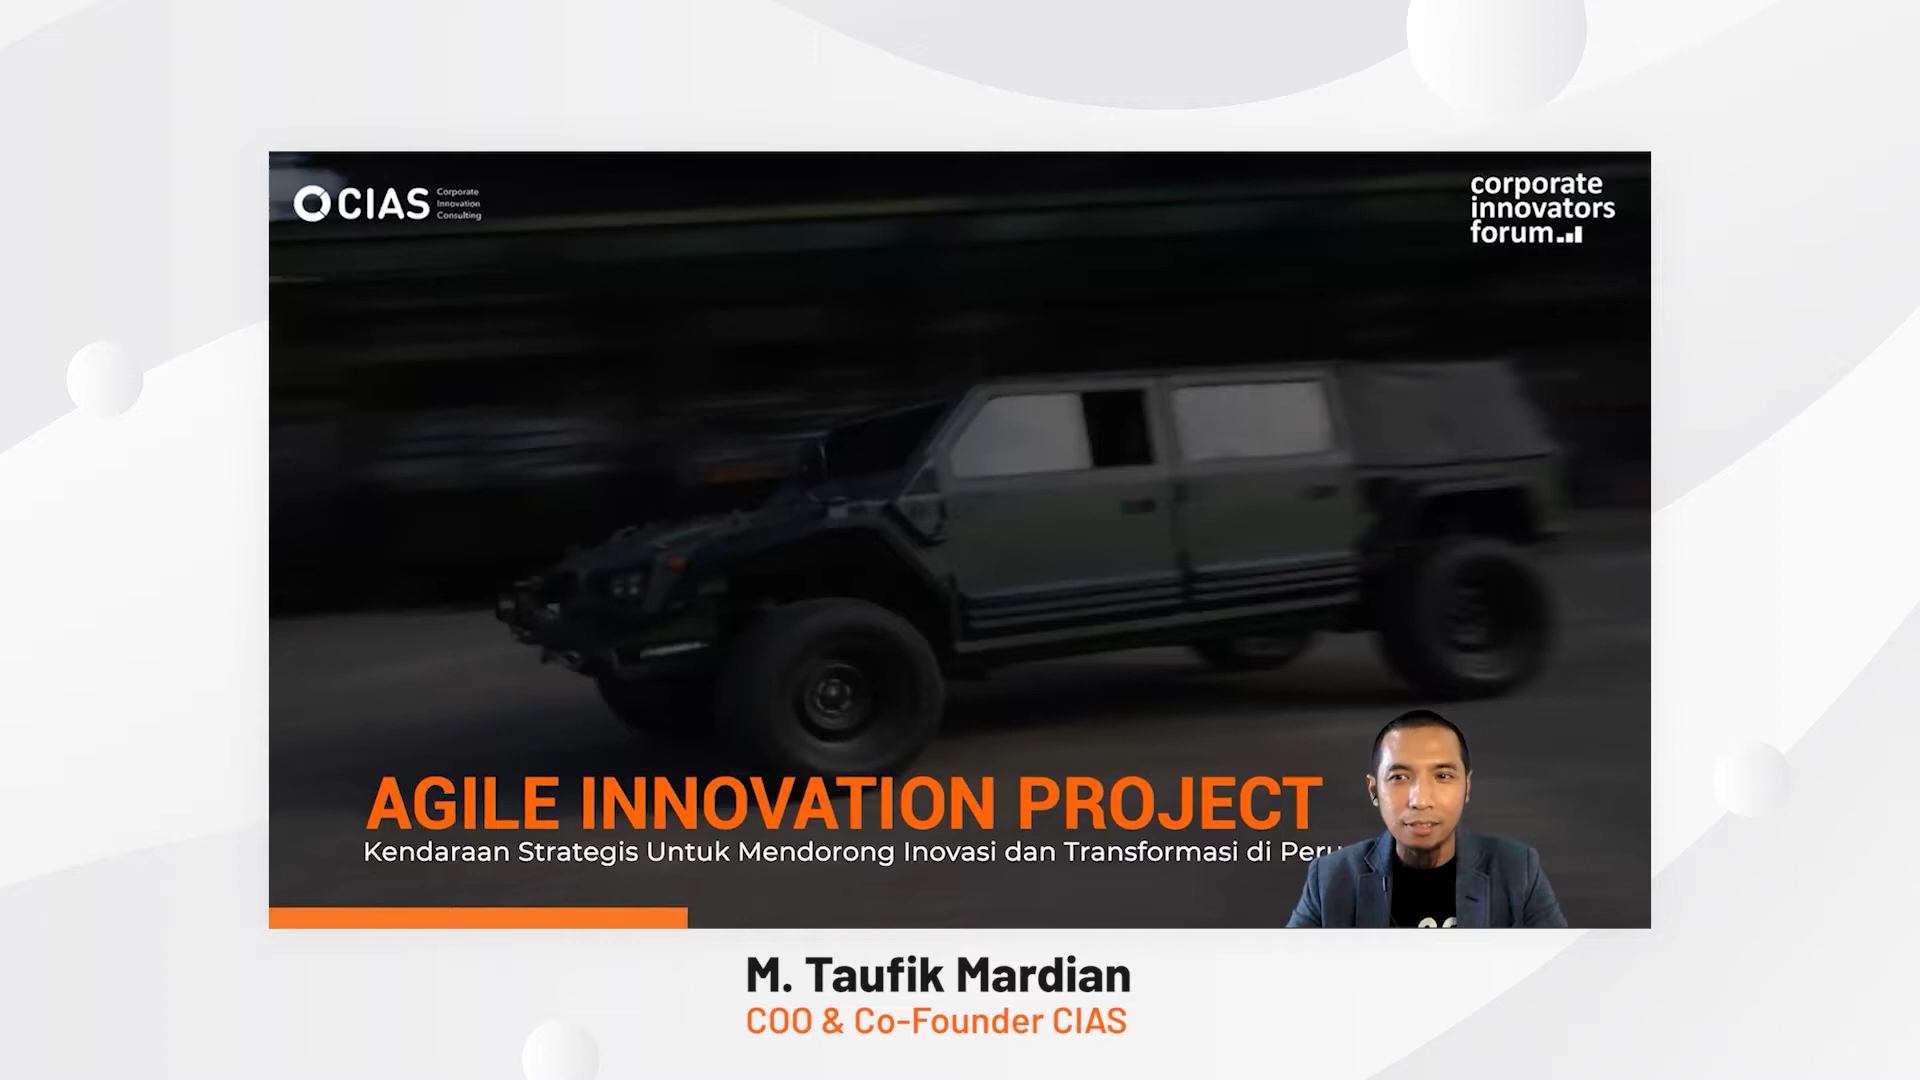 CIAS
Corporate
Innovation
Consulting
corporate
innovators
forum
AGILE INNOVATION PROJECT
Kendaraan Strategis Untuk Mendorong Inovasi dan Transformasi di
M. Taufik Mardian
COO & Co-Founder CIAS